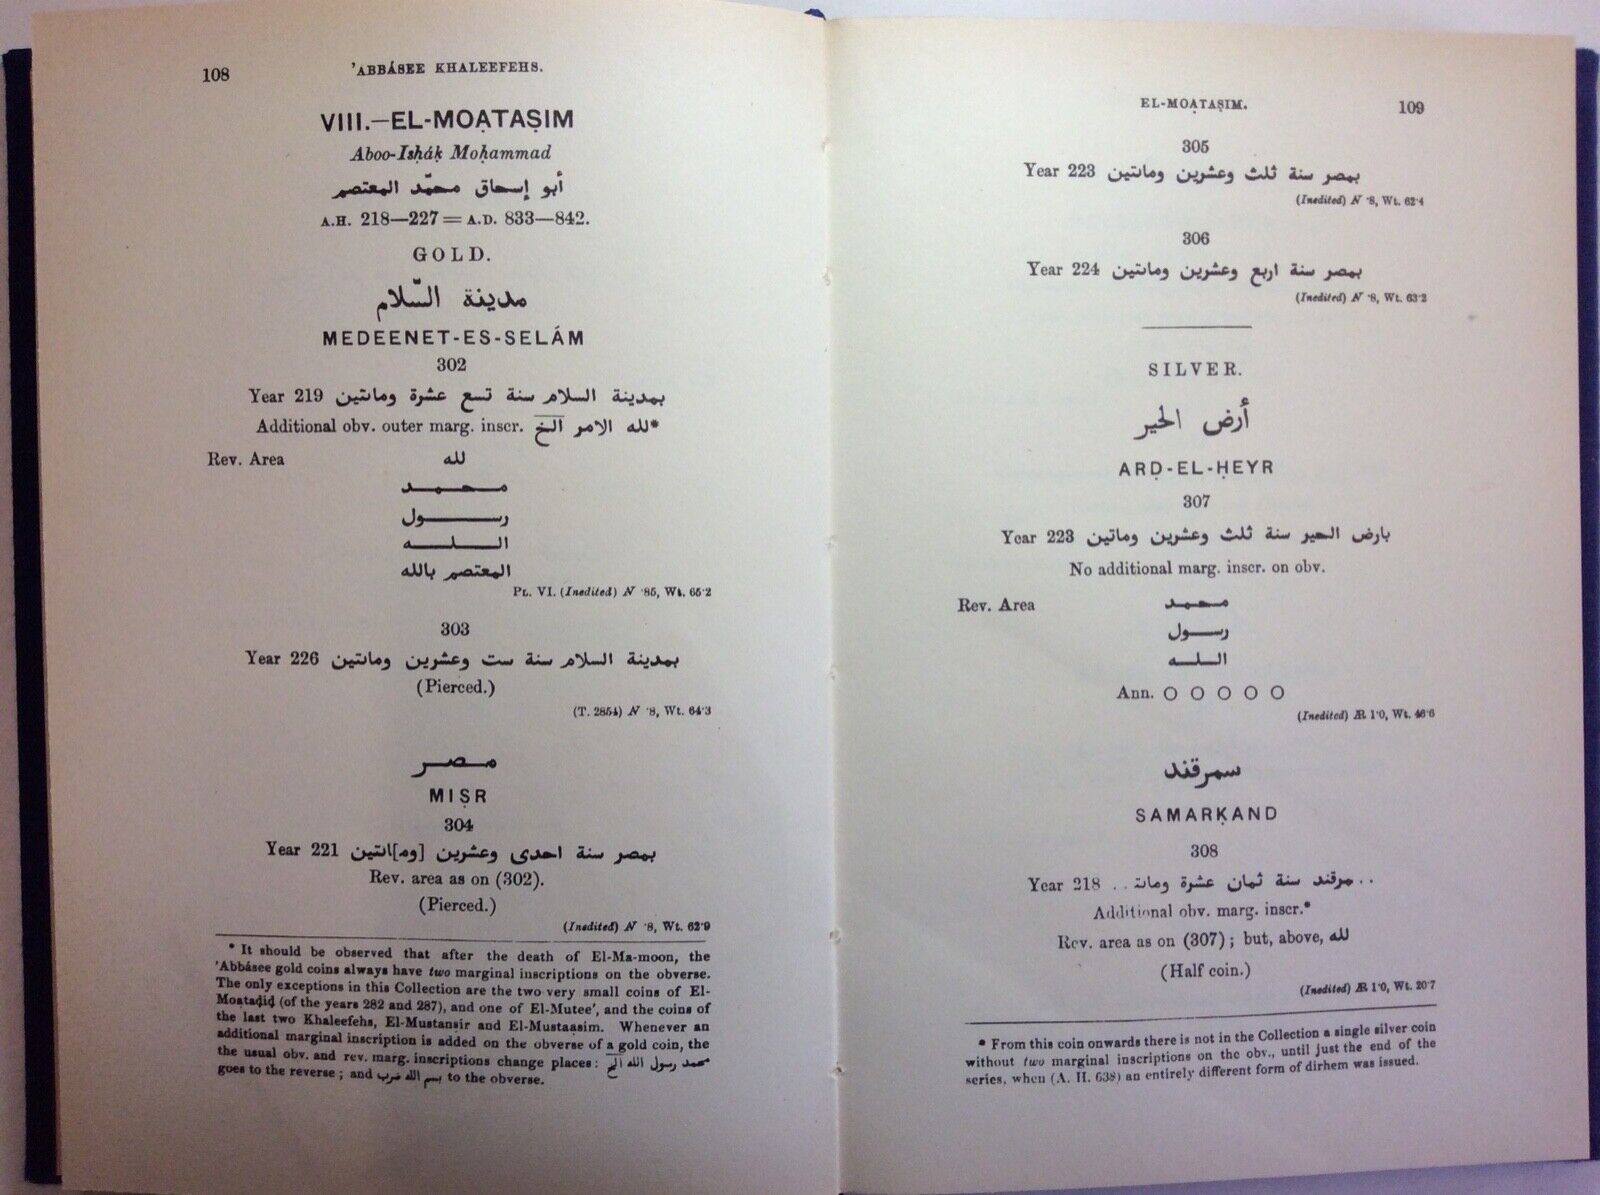 108
'ABBÁSEE KHALEEFEHS.
VIII.—EL-MOẠTAṢIM
Aboo-Isḥáḳ Moḥammad
أبو إسحاق محمّد المعتصم
A.H. 218—227 = A.D. 833—842.
GOLD.
مدينة السّلام
MEDEENET-ES-SELÁM
302
Year 219 بمدينة السلام سنة تسع عشرة ومائتين
Additional obv. outer marg. inscr. لله الامر الخ*
Rev. Area لله
محمد
رسول
الله
المعتصم بالله
PL. VI. (Inedited) N ·85, Wt. 65·2
303
Year 226 بمدينة السلام سنة ست وعشرين ومائتين
(Pierced.)
(T. 2854) N ·8, Wt. 64·3
مصر
MIṢR
304
Year 221 بمصر سنة احدى وعشرين [وم]ائتين
Rev. area as on (302).
(Pierced.)
(Inedited) N ·8, Wt. 62·9
* It should be observed that after the death of El-Ma-moon, the
'Abbásee gold coins always have two marginal inscriptions on the obverse.
The only exceptions in this Collection are the two very small coins of El-
Moạtaḍiḍ (of the years 282 and 287), and one of El-Mutee', and the coins of
the last two Khaleefehs, El-Mustanṣir and El-Mustaạsim. Whenever an
additional marginal inscription is added on the obverse of a gold coin, the
the usual obv. and rev. marg. inscriptions change places: محمد رسول الله الخ
goes to the reverse; and بسم الله ضرب to the obverse.
EL-MOẠTAṢIM.
109
305
Year 223 بمصر سنة ثلث وعشرين ومائتين
(Inedited) N ·8, Wt. 62·4
306
Year 224 بمصر سنة اربع وعشرين ومائتين
(Inedited) N ·8, Wt. 63·2
SILVER.
أرض الحير
ARḌ-EL-ḤEYR
307
Year 223 بارض الحير سنة ثلث وعشرين وماتين
No additional marg. inscr. on obv.
Rev. Area محمد
رسول
الله
Ann. O O O O O
(Inedited) Æ 1·0, Wt. 46·6
سمرقند
SAMARḲAND
308
Year 218 ..مرقند سنة ثمان عشرة ومائـ..
Additional obv. marg. inscr.*
Rev. area as on (307); but, above, لله
(Half coin.)
(Inedited) Æ 1·0, Wt. 20·7
* From this coin onwards there is not in the Collection a single silver coin
without two marginal inscriptions on the obv., until just the end of the
series, when (A. H. 638) an entirely different form of dirhem was issued.